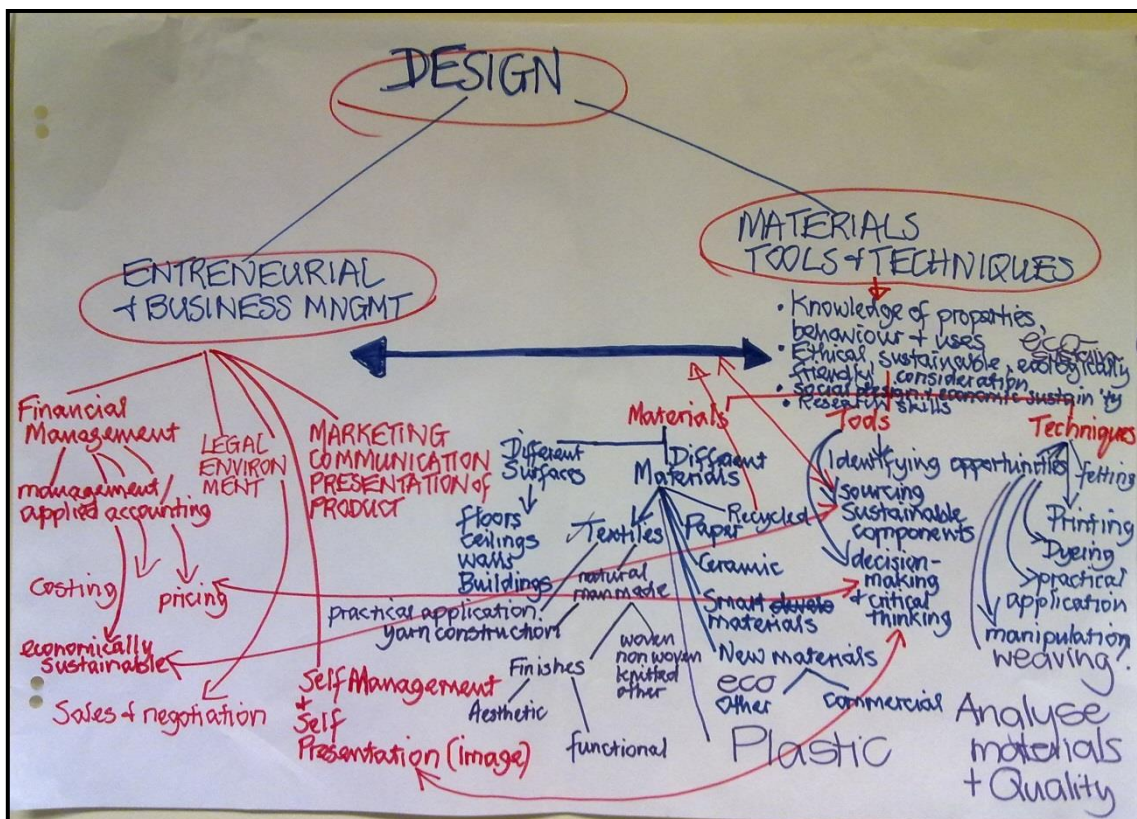 DESIGN
ENTRENEURIAL
+ BUSINESS MNGMT
MATERIALS
TOOLS + TECHNIQUES
• Knowledge of properties,
behaviour + uses
eco-
• Ethical, sustainable, ecologically
friendly consideration
• Social design + economic sustain'ity
• Research skills
Financial
Management
management/
applied accounting
costing
pricing
economically
sustainable
LEGAL
ENVIRON
MENT
Sales + negotiation
MARKETING
COMMUNICATION
PRESENTATION of
PRODUCT
Self Management
+
Self
Presentation (image)
Materials
Different
Surfaces
floors
ceilings
walls
Buildings
Different
Materials
Textiles
natural
manmade
practical application.
yarn construction
Finishes
Aesthetic
functional
woven
non woven
knitted
other
Recycled
Paper
Ceramic
Smart
materials
New materials
eco
other
commercial
Plastic
Tools
Identifying opportunities
sourcing
sustainable
components
decision-
making
+ critical
thinking
Techniques
felting
Printing
Dyeing
practical
application
manipulation
weaving!
Analyse
materials
+ Quality